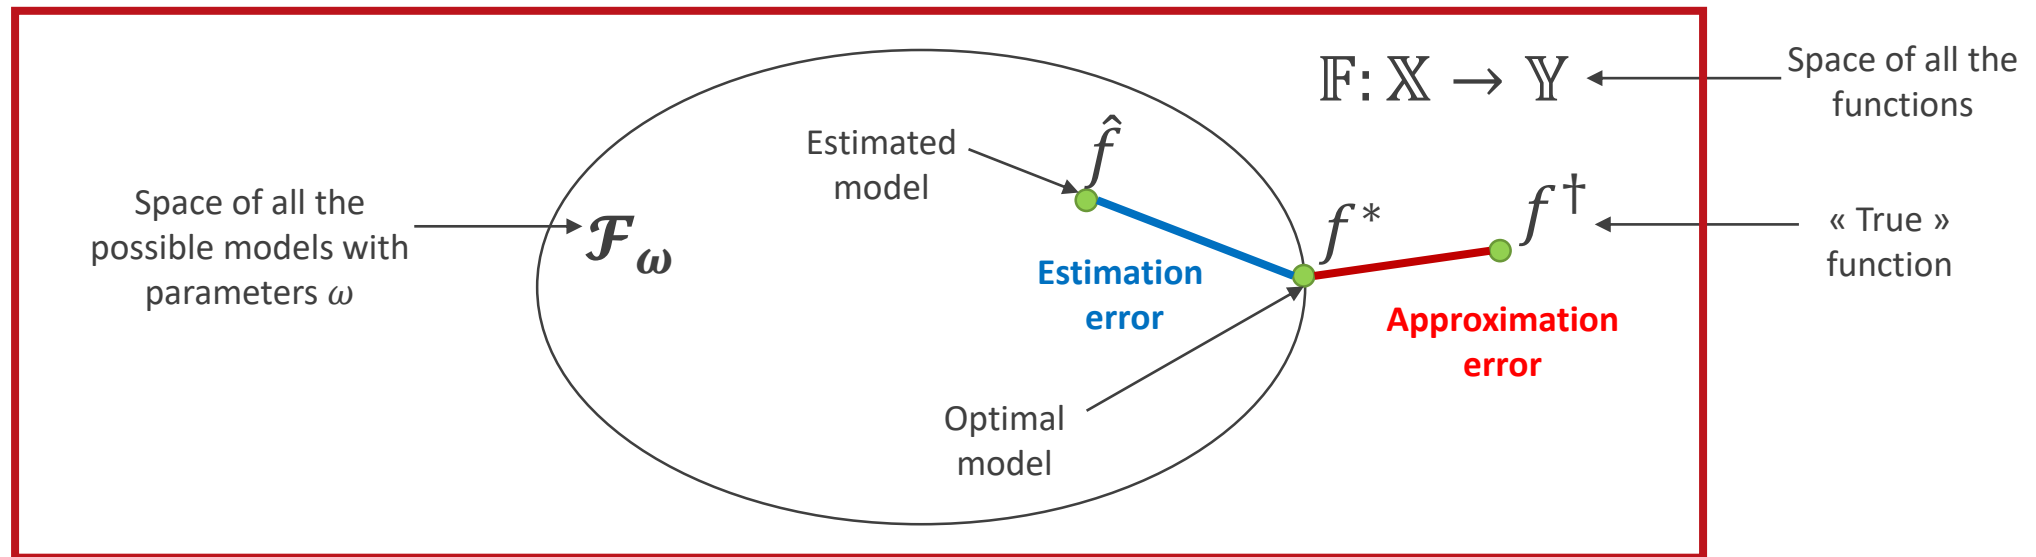 𝔽: 𝕏 → 𝕐
Space of all the
functions
Estimated
model
f̂
Space of all the
possible models with
parameters ω
𝓕ω
f*
f†
« True »
function
Estimation
error
Approximation
error
Optimal
model